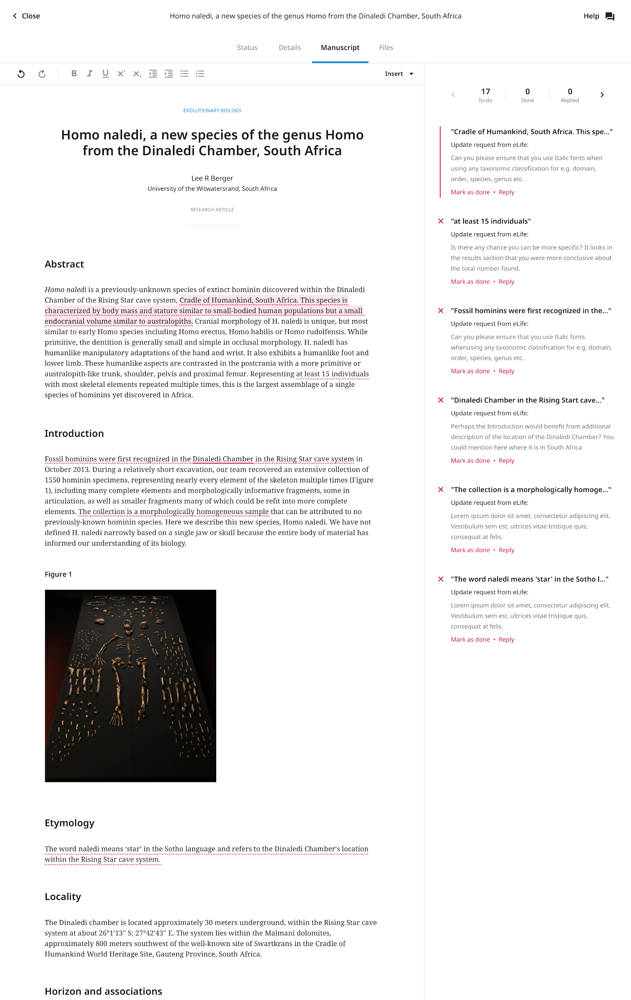 Close
Homo naledi, a new species of the genus Homo from the Dinaledi Chamber, South Africa
Help
Status
Details
Manuscript
Files
B I U X² X₂
Insert
EVOLUTIONARY BIOLOGY
Homo naledi, a new species of the genus Homo
from the Dinaledi Chamber, South Africa
Lee R Berger
University of the Witwatersrand, South Africa
RESEARCH ARTICLE
Abstract
Homo naledi is a previously-unknown species of extinct hominin discovered within the Dinaledi
Chamber of the Rising Star cave system, Cradle of Humankind, South Africa. This species is
characterized by body mass and stature similar to small-bodied human populations but a small
endocranial volume similar to australopiths. Cranial morphology of H. naledi is unique, but most
similar to early Homo species including Homo erectus, Homo habilis or Homo rudolfensis. While
primitive, the dentition is generally small and simple in occlusal morphology. H. naledi has
humanlike manipulatory adaptations of the hand and wrist. It also exhibits a humanlike foot and
lower limb. These humanlike aspects are contrasted in the postcrania with a more primitive or
australopith-like trunk, shoulder, pelvis and proximal femur. Representing at least 15 individuals
with most skeletal elements repeated multiple times, this is the largest assemblage of a single
species of hominins yet discovered in Africa.
Introduction
Fossil hominins were first recognized in the Dinaledi Chamber in the Rising Star cave system in
October 2013. During a relatively short excavation, our team recovered an extensive collection of
1550 hominin specimens, representing nearly every element of the skeleton multiple times (Figure
1), including many complete elements and morphologically informative fragments, some in
articulation, as well as smaller fragments many of which could be refit into more complete
elements. The collection is a morphologically homogeneous sample that can be attributed to no
previously-known hominin species. Here we describe this new species, Homo naledi. We have not
defined H. naledi narrowly based on a single jaw or skull because the entire body of material has
informed our understanding of its biology.
Figure 1
Etymology
The word naledi means ‘star’ in the Sotho language and refers to the Dinaledi Chamber's location
within the Rising Star cave system.
Locality
The Dinaledi chamber is located approximately 30 meters underground, within the Rising Star cave
system at about 26°1'13'' S; 27°42'43'' E. The system lies within the Malmani dolomites,
approximately 800 meters southwest of the well-known site of Swartkrans in the Cradle of
Humankind World Heritage Site, Gauteng Province, South Africa.
Horizon and associations
17
To-do
0
Done
0
Replied
"Cradle of Humankind, South Africa. This spe..."
Update request from eLife:
Can you please ensure that you use Italic fonts when
using any taxonomic classification for e.g. domain,
order, species, genus etc.
Mark as done • Reply
"at least 15 individuals"
Update request from eLife:
Is there any chance you can be more specific? It looks in
the results section that you were more conclusive about
the total number found.
Mark as done • Reply
"Fossil hominins were first recognized in the..."
Update request from eLife:
Can you please ensure that you use Italic fonts
whenusing any taxonomic classification for e.g. domain,
order, species, genus etc.
Mark as done • Reply
"Dinaledi Chamber in the Rising Start cave..."
Update request from eLife:
Perhaps the Introduction would benefit from additional
description of the location of the Dinaledi Chamber? You
could mention here where it is in South Africa
Mark as done • Reply
"The collection is a morphologically homoge..."
Update request from eLife:
Lorem ipsum dolor sit amet, consectetur adipiscing elit.
Vestibulum sem est, ultrices vitae tristique quis,
consequat at felis.
Mark as done • Reply
"The word naledi means 'star' in the Sotho l..."
Update request from eLife:
Lorem ipsum dolor sit amet, consectetur adipiscing elit.
Vestibulum sem est, ultrices vitae tristique quis,
consequat at felis.
Mark as done • Reply